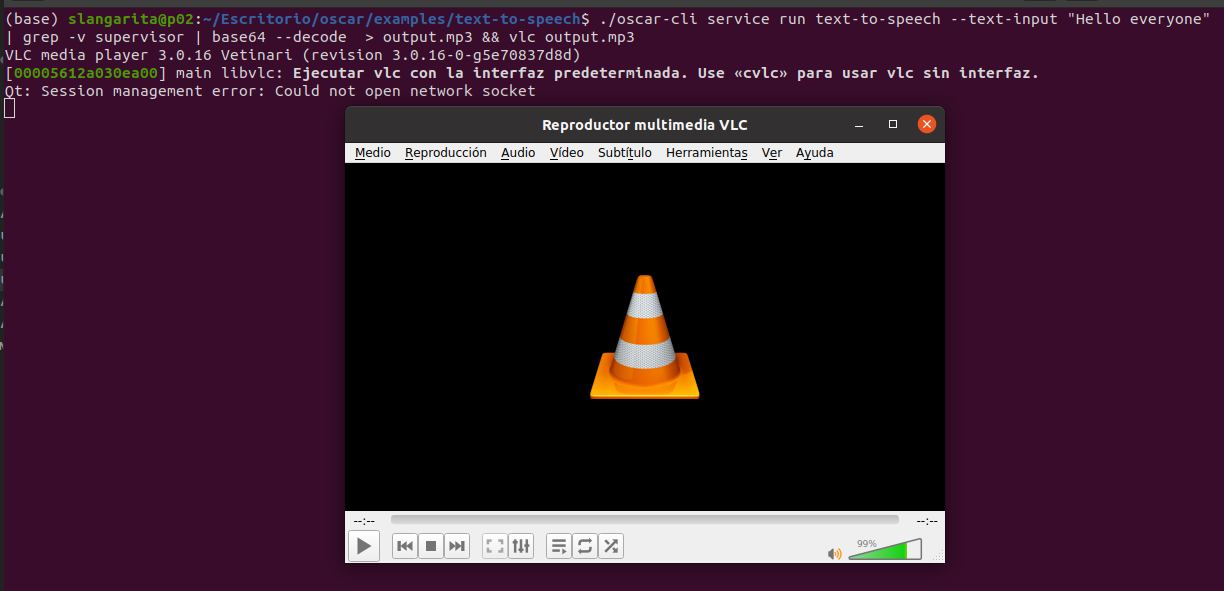 (base) slangarita@p02:~/Escritorio/oscar/examples/text-to-speech$ ./oscar-cli service run text-to-speech --text-input "Hello everyone"
| grep -v supervisor | base64 --decode  > output.mp3 && vlc output.mp3
VLC media player 3.0.16 Vetinari (revision 3.0.16-0-g5e70837d8d)
[00005612a030ea00] main libvlc: Ejecutar vlc con la interfaz predeterminada. Use «cvlc» para usar vlc sin interfaz.
Qt: Session management error: Could not open network socket
Reproductor multimedia VLC
Medio Reproducción Audio Vídeo Subtítulo Herramientas Ver Ayuda
--:-- --:--
99%